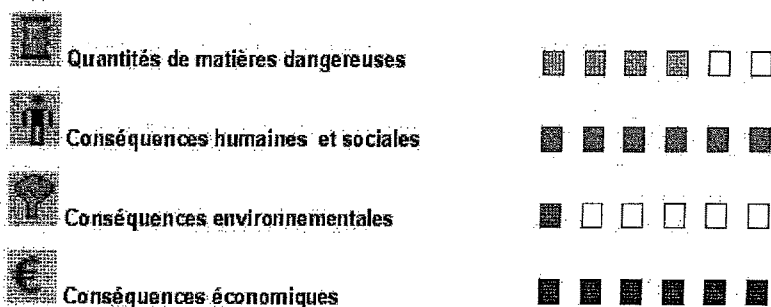 Quantités de matières dangereuses
Conséquences humaines et sociales
Conséquences environnementales
€ Conséquences économiques